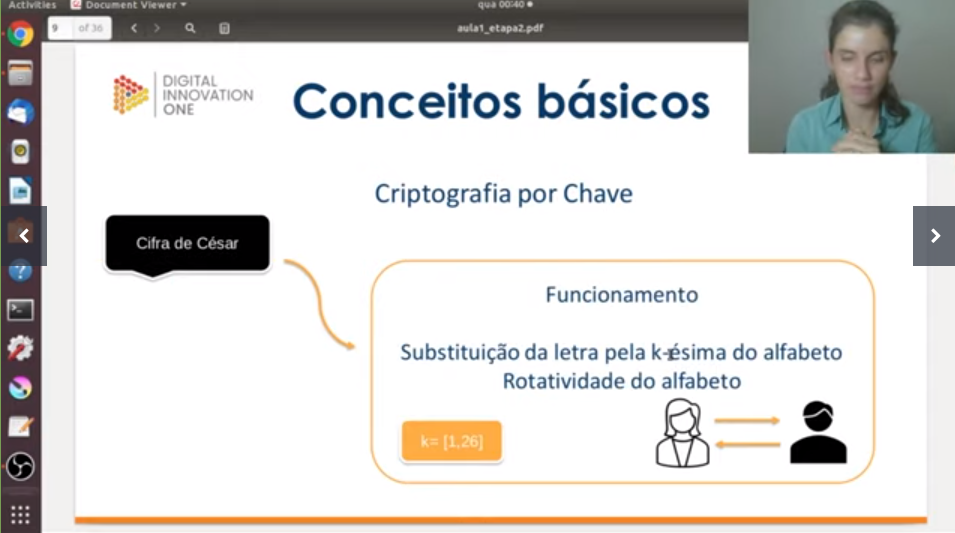 Activities Document Viewer
qua 00:40
9 of 36
aula1_etapa2.pdf
DIGITAL
INNOVATION
ONE
Conceitos básicos
Criptografia por Chave
Cifra de César
Funcionamento
Substituição da letra pela k-ésima do alfabeto
Rotatividade do alfabeto
k= [1,26]